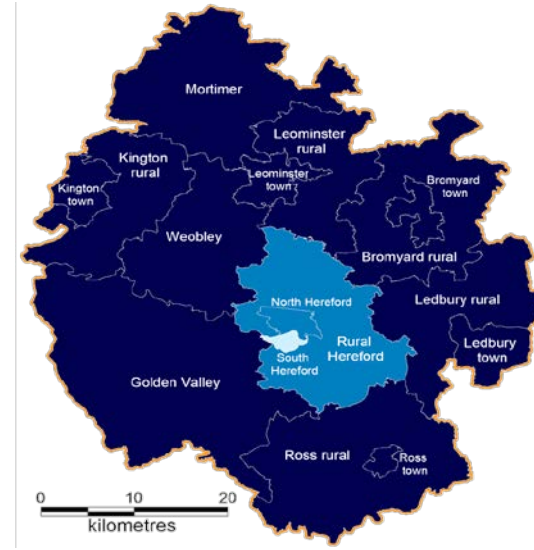 Mortimer
Leominster
rural
Kington
rural
Leominster
town
Kington
town
Bromyard
town
Weobley
Bromyard rural
North Hereford
Ledbury rural
Rural
Hereford
Ledbury
town
South
Hereford
Golden Valley
Ross rural
Ross
town
0 10 20
kilometres